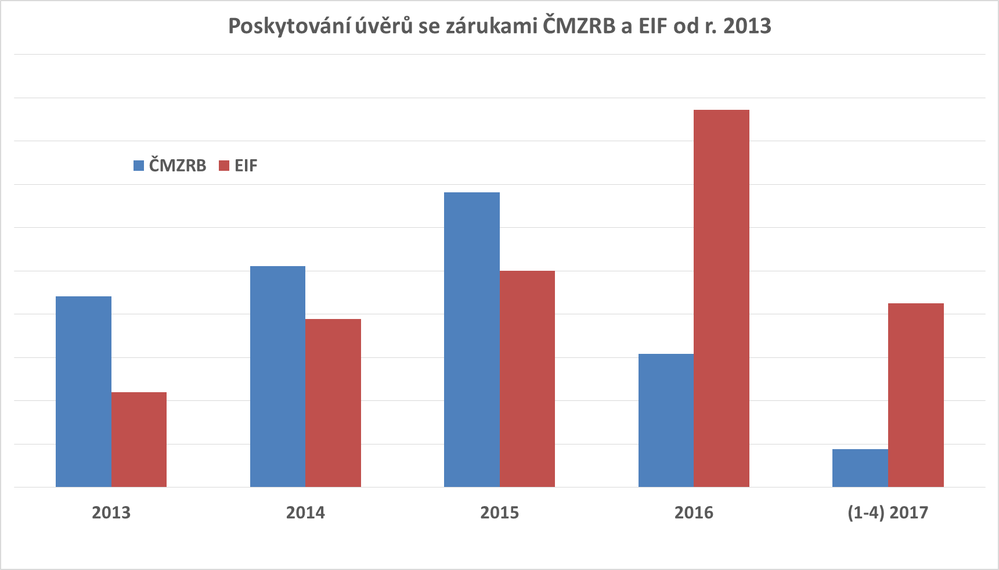 Poskytování úvěrů se zárukami ČMZRB a EIF od r. 2013
ČMZRB EIF
2013 2014 2015 2016 (1-4) 2017